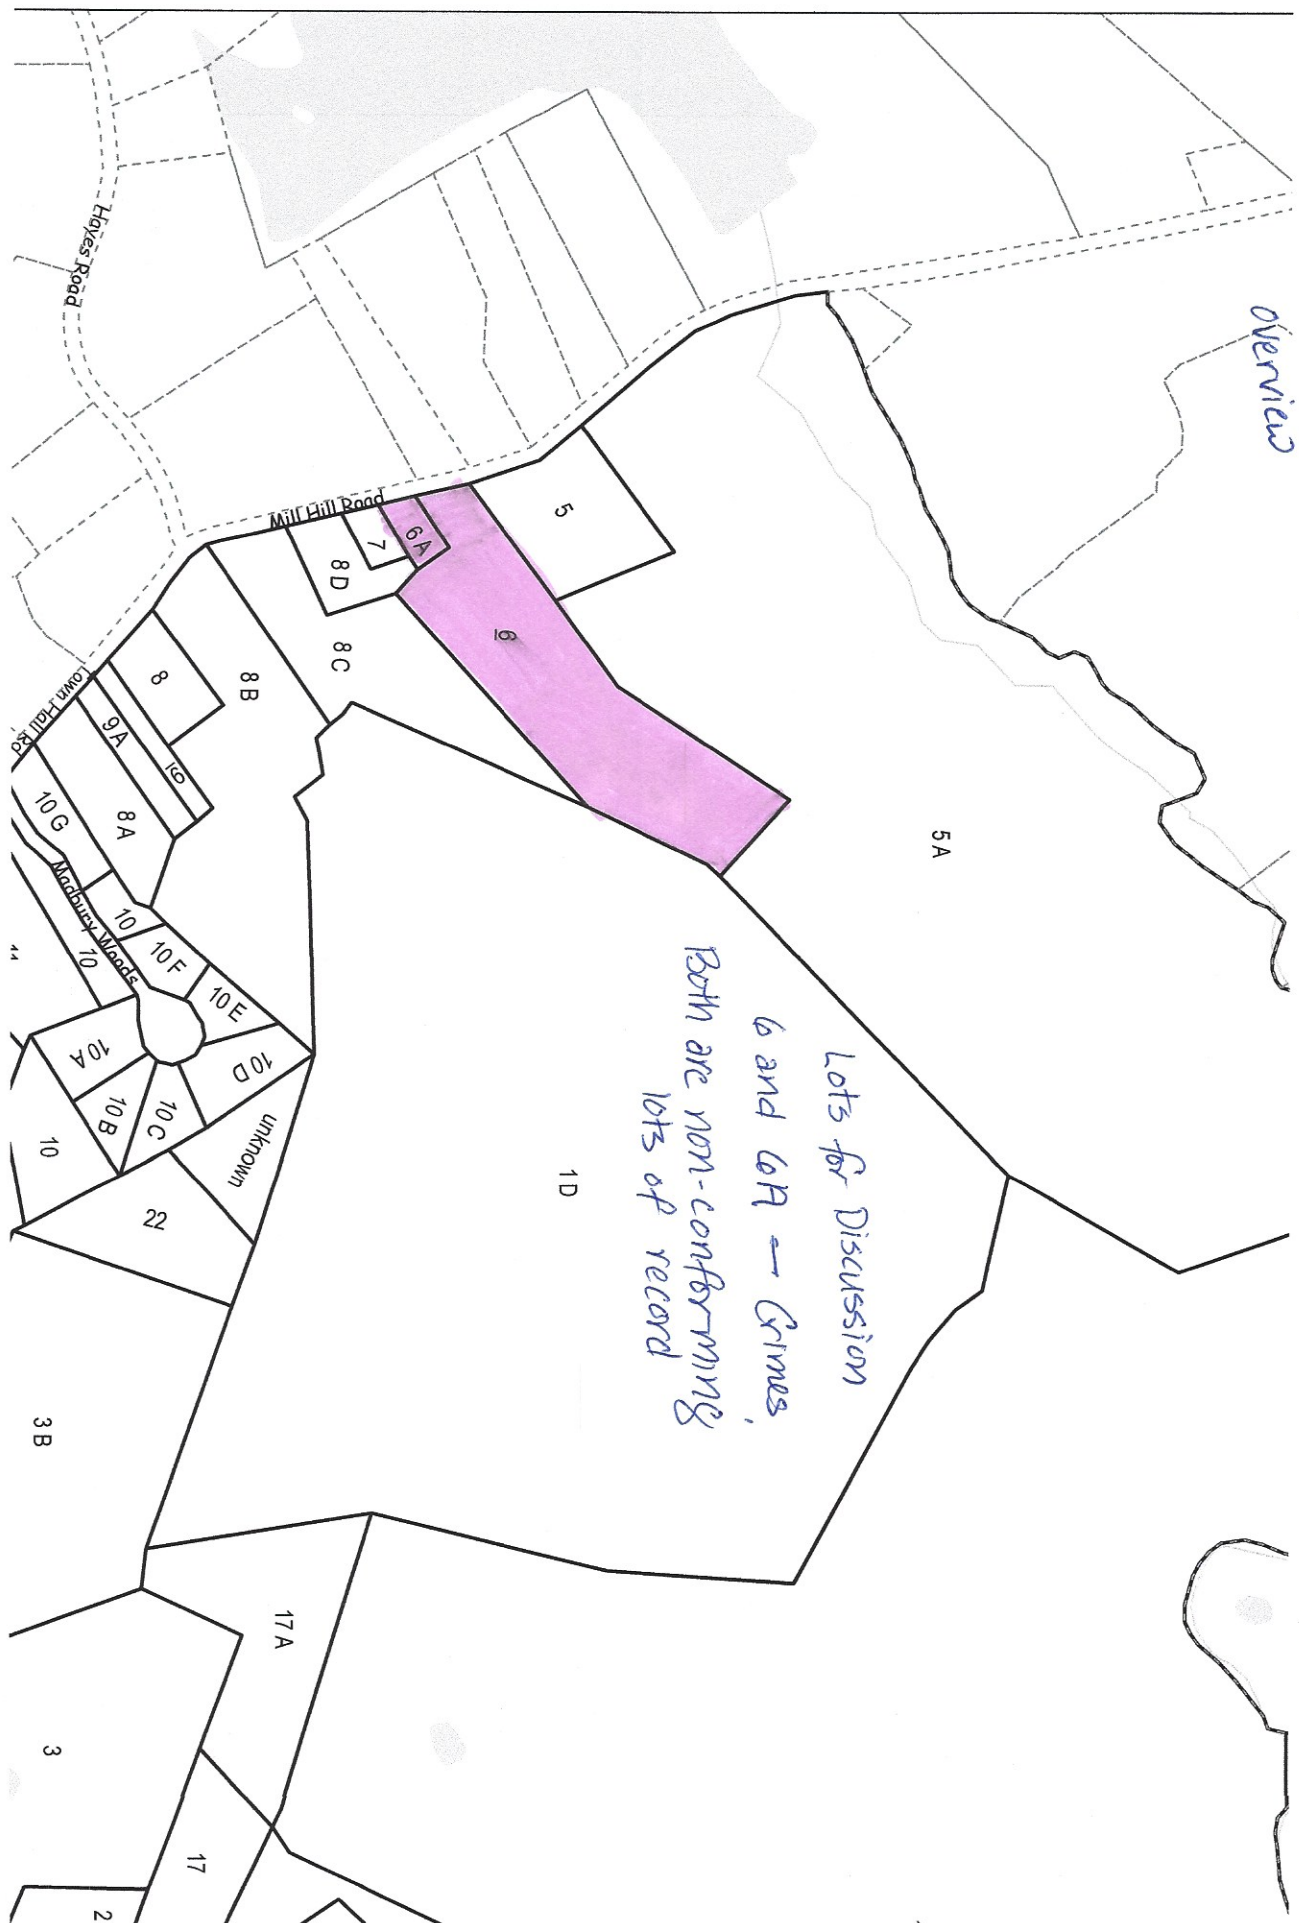 overview
Lots for Discussion
6 and 6A - Grimes
Both are non-conforming
lots of record
Hayes Road
Mill Hill Road
Town Hall Rd
Madbury Woods
5
6A
7
8D
6
8C
8B
8
9
9A
8A
10G
10
10
10F
10E
10D
10C
10B
10A
10
unknown
22
5A
1D
3B
17A
3
17
2